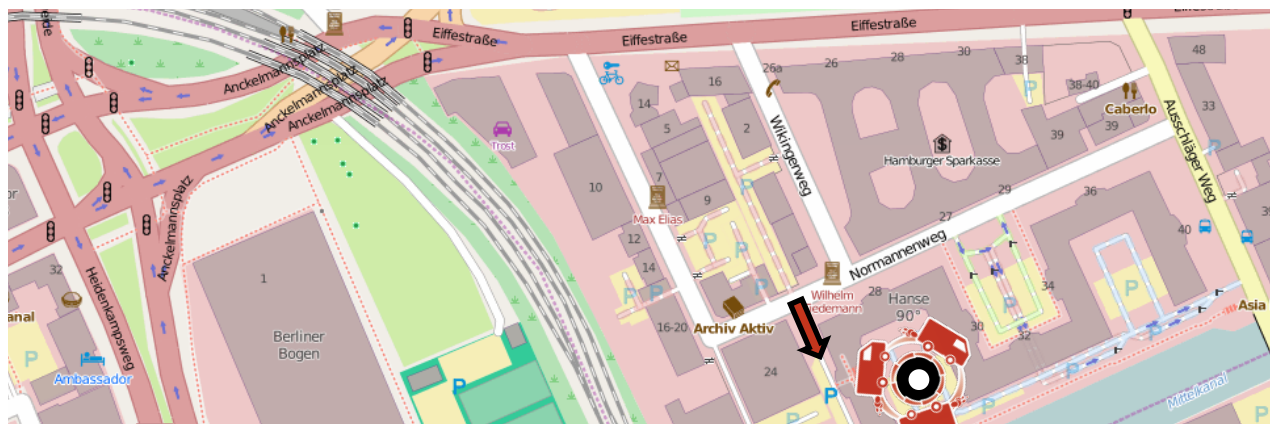 Heide
Eiffestraße
Eiffestraße
Eiffestraße
Eiffestraße
Anckelmannsplatz
Anckelmannsplatz
Anckelmannsplatz
Anckelmannsplatz
Trost
14
16
26a
26
28
30
38
38-40
48
5
2
39
39
33
Caberlo
Ausschläger Weg
Wikingerweg
Hamburger Sparkasse
10
7
9
Max Elias
29
36
27
12
14
Normannenweg
40
32
1
Heidenkampsweg
Wilhelm
28
Hanse
90°
34
Archiv Aktiv
16-20
30
32
Asia
Berliner
Bogen
Ambassador
24
Mittelkanal
P